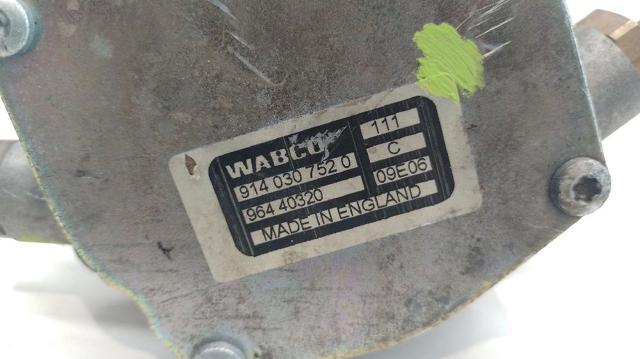 WABCO 111
914 030 752 0 C
964 40320 09E06
MADE IN ENGLAND